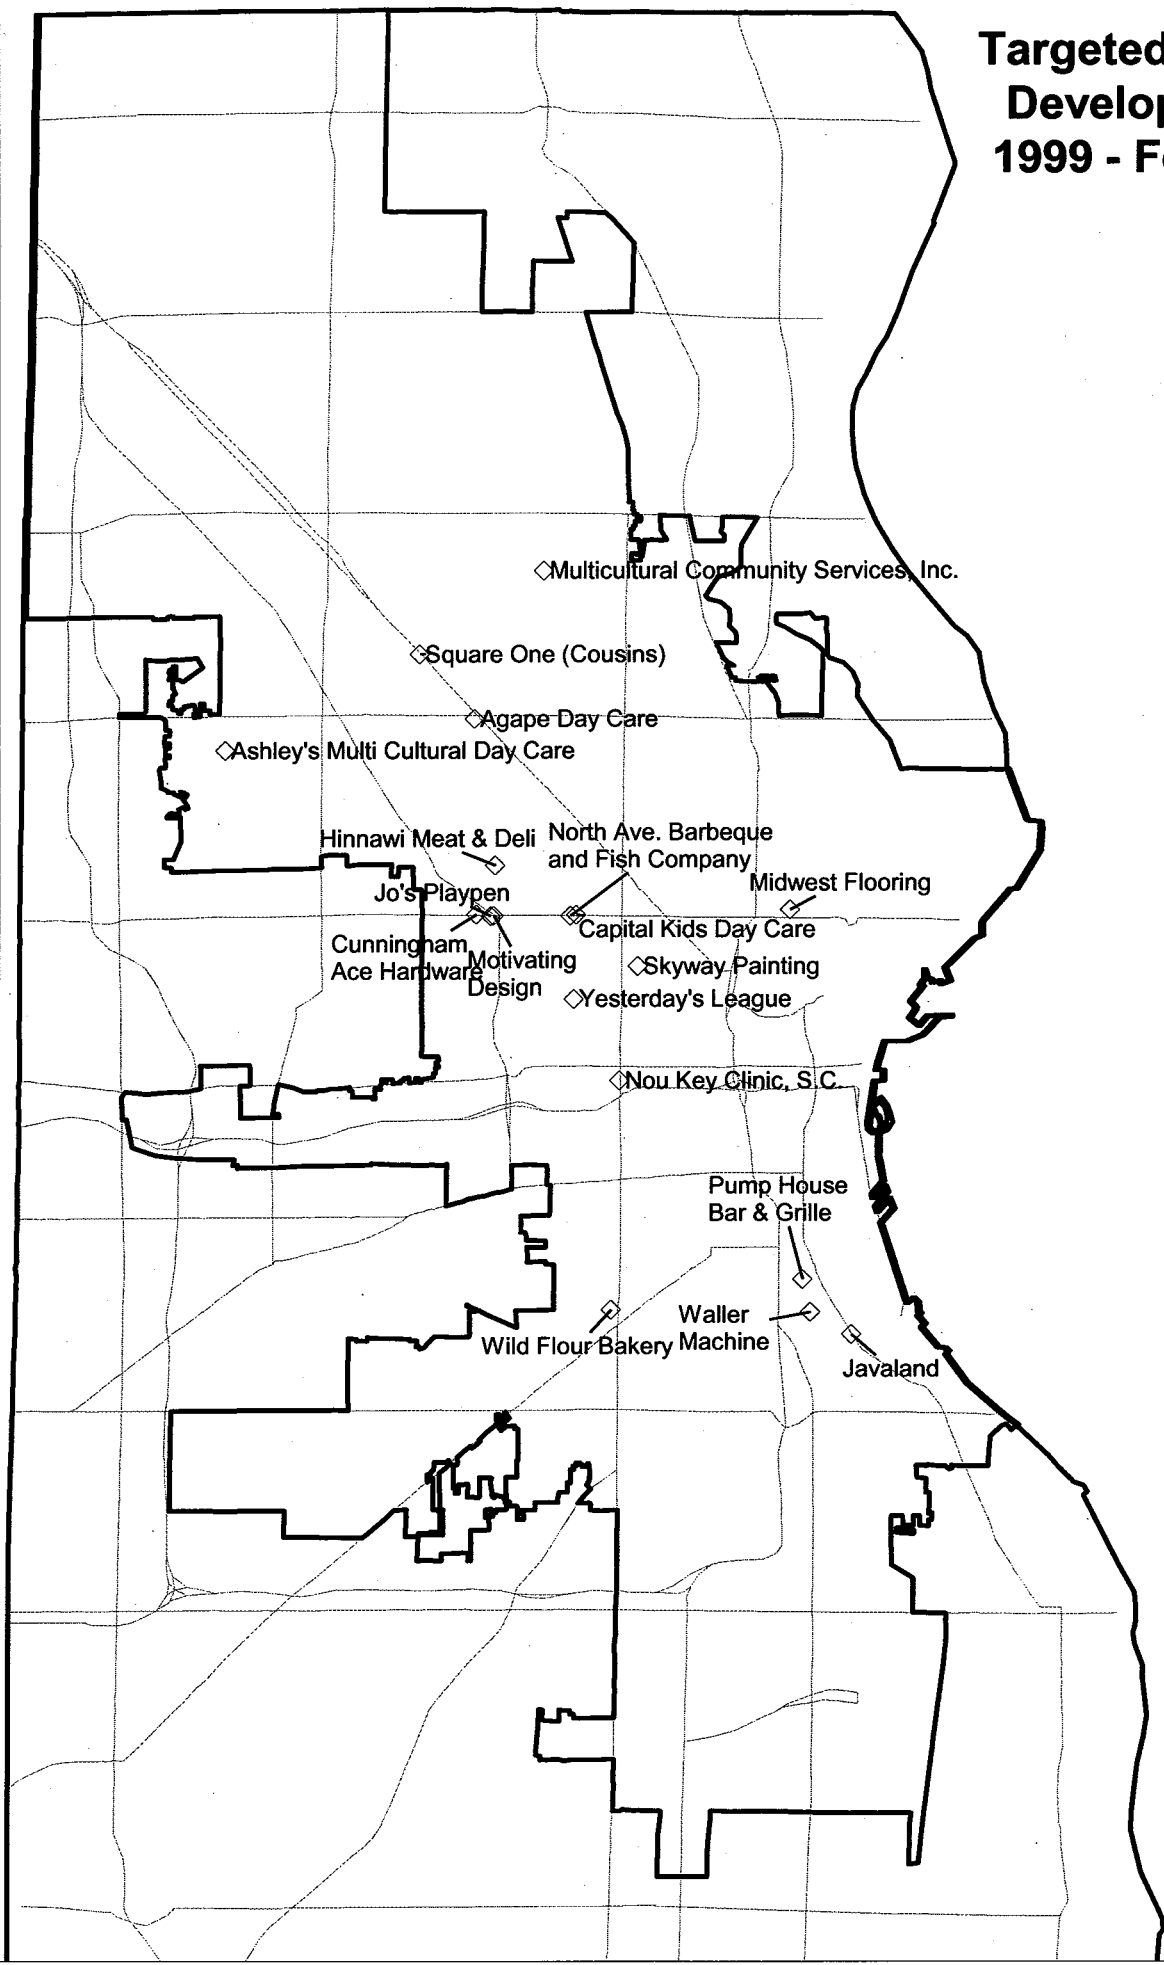 Targeted
Develop
1999 - F
Multicultural Community Services, Inc.
Square One (Cousins)
Agape Day Care
Ashley's Multi Cultural Day Care
Hinnawi Meat & Deli
North Ave. Barbeque
and Fish Company
Midwest Flooring
Jo's Playpen
Capital Kids Day Care
Cunningham
Ace Hardware
Motivating
Design
Skyway Painting
Yesterday's League
Nou Key Clinic, S.C.
Pump House
Bar & Grille
Waller
Machine
Wild Flour Bakery
Javaland